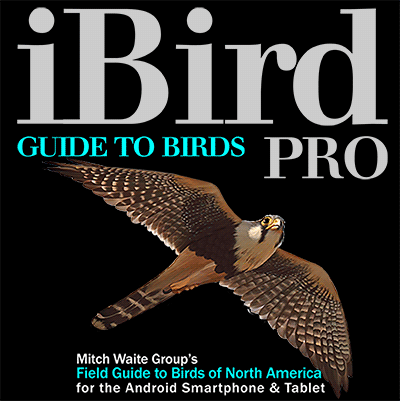 iBird
GUIDE TO BIRDS PRO
Mitch Waite Group's
Field Guide to Birds of North America
for the Android Smartphone & Tablet